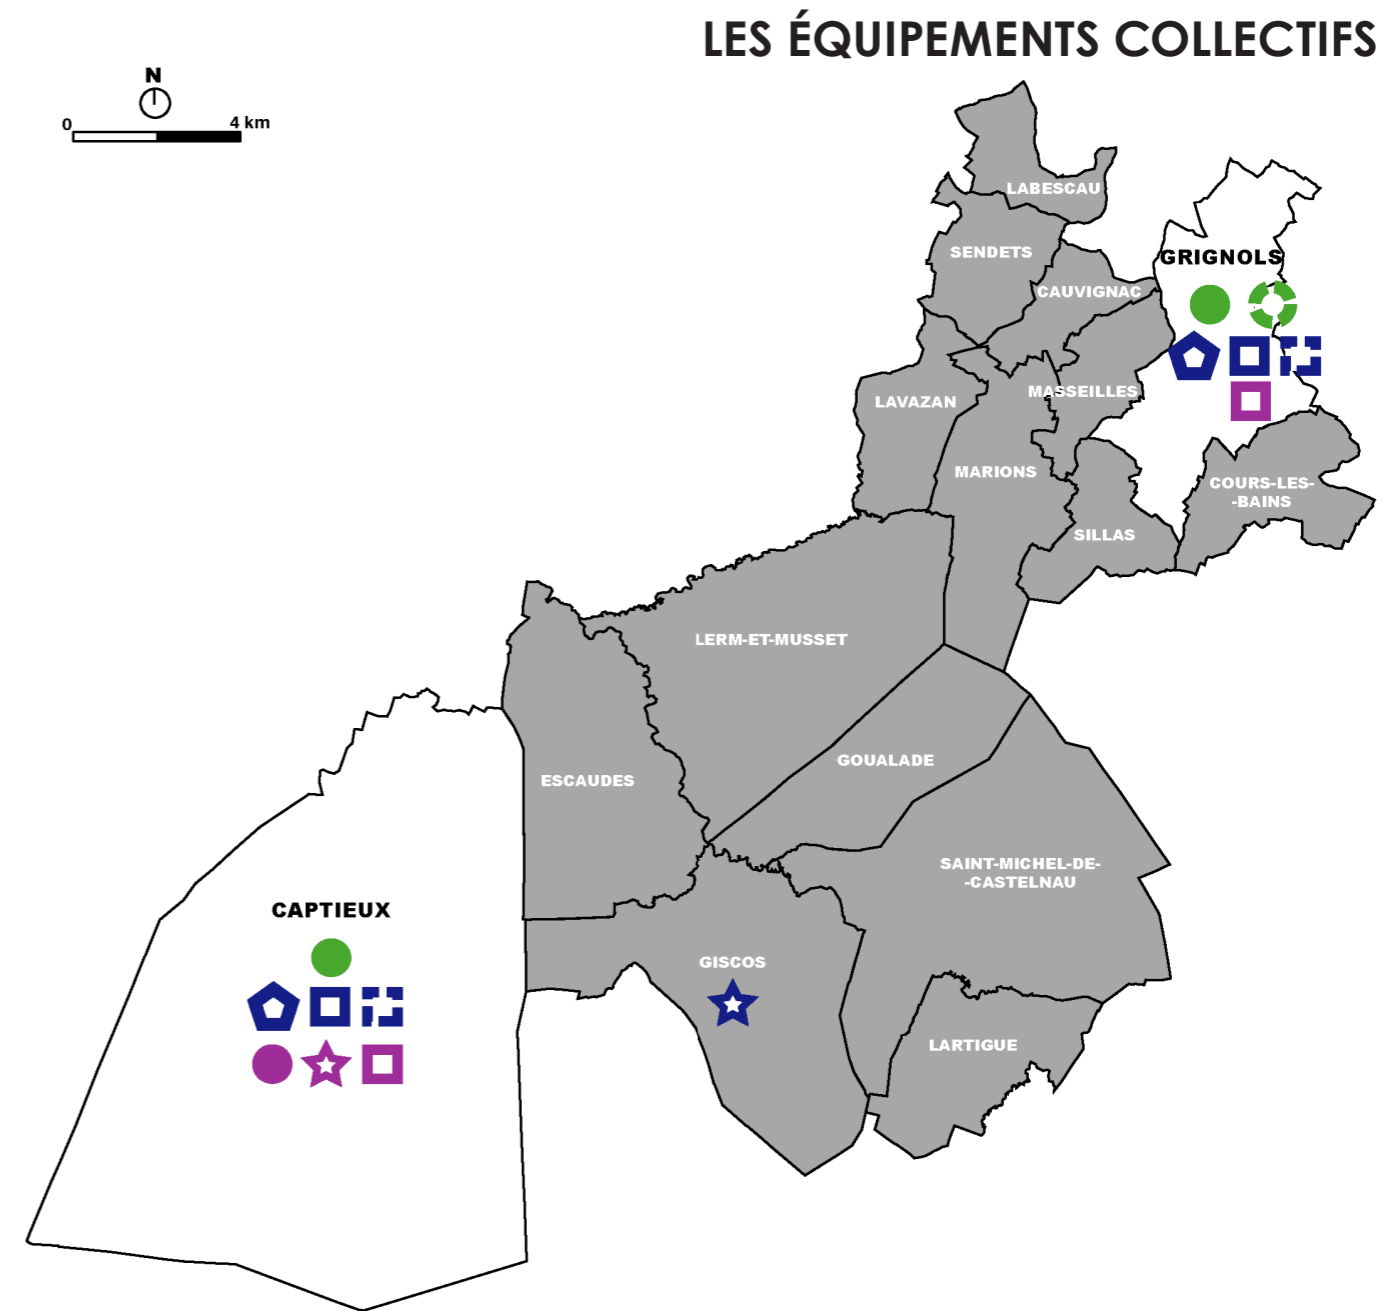 LES ÉQUIPEMENTS COLLECTIFS
N
0
4 km
LABESCAU
SENDETS
GRIGNOLS
CAUVIGNAC
MASSEILLES
LAVAZAN
MARIONS
COURS-LES-
-BAINS
SILLAS
LERM-ET-MUSSET
GOUALADE
ESCAUDES
SAINT-MICHEL-DE-
-CASTELNAU
CAPTIEUX
GISCOS
LARTIGUE